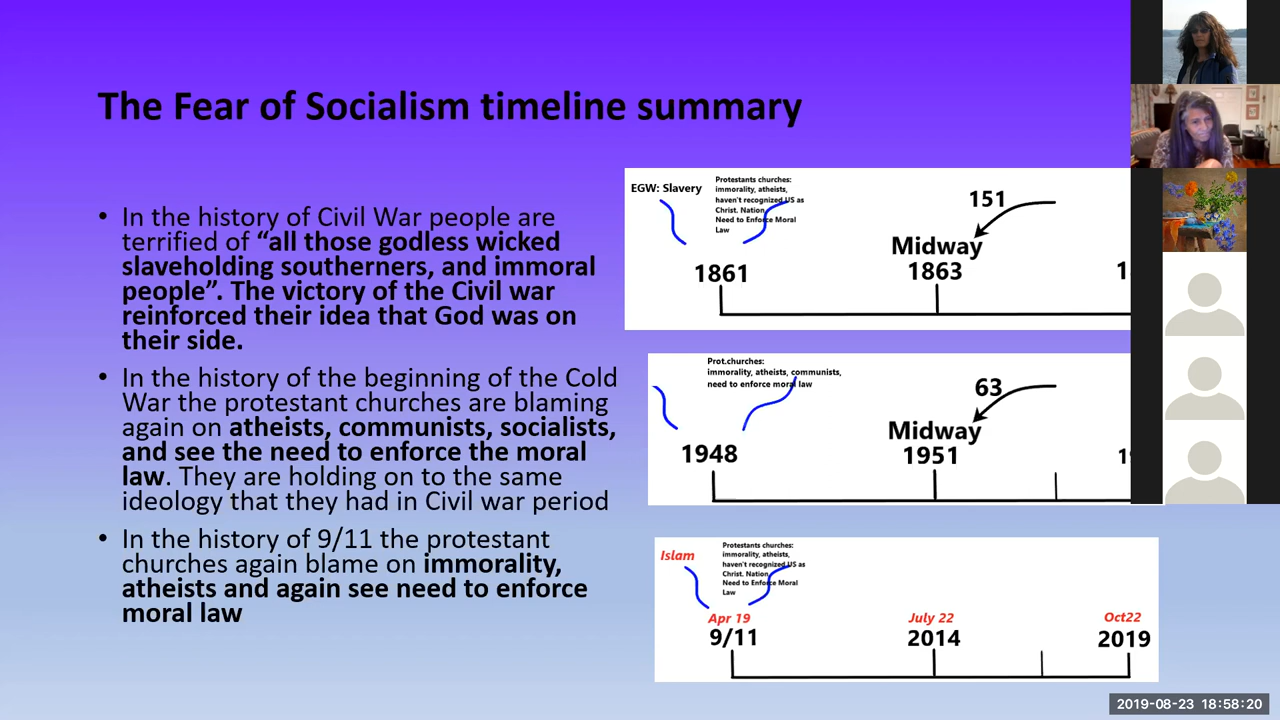 The Fear of Socialism timeline summary
• In the history of Civil War people are
terrified of “all those godless wicked
slaveholding southerners, and immoral
people”. The victory of the Civil war
reinforced their idea that God was on
their side.
• In the history of the beginning of the Cold
War the protestant churches are blaming
again on atheists, communists, socialists,
and see the need to enforce the moral
law. They are holding on to the same
ideology that they had in Civil war period
• In the history of 9/11 the protestant
churches again blame on immorality,
atheists and again see need to enforce
moral law
EGW: Slavery
Protestants churches:
immorality, atheists,
haven't recognized US as
Christ. Nation
Need to Enforce Moral
Law
151
Midway
1861
1863
Prot.churches:
immorality, atheists, communists,
need to enforce moral law
63
Midway
1948
1951
Islam
Protestants churches:
immorality, atheists,
haven't recognized US as
Christ. Nation
Need to Enforce Moral
Law
Apr 19
July 22
Oct22
9/11
2014
2019
2019-08-23 18:58:20